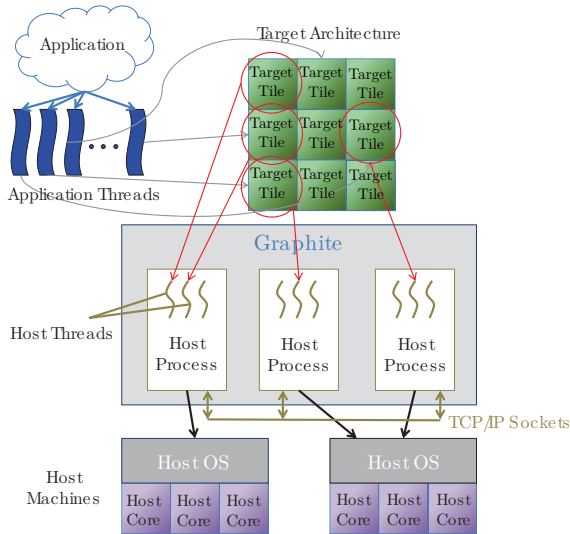 Application
Target Architecture
Target Target Target
Tile Tile Tile
Target Target Target
Tile Tile Tile
Target Target Target
Tile Tile Tile
Application Threads
Graphite
Host Threads
Host Host Host
Process Process Process
TCP/IP Sockets
Host
Machines
Host OS Host OS
Host Host Host Host Host Host
Core Core Core Core Core Core